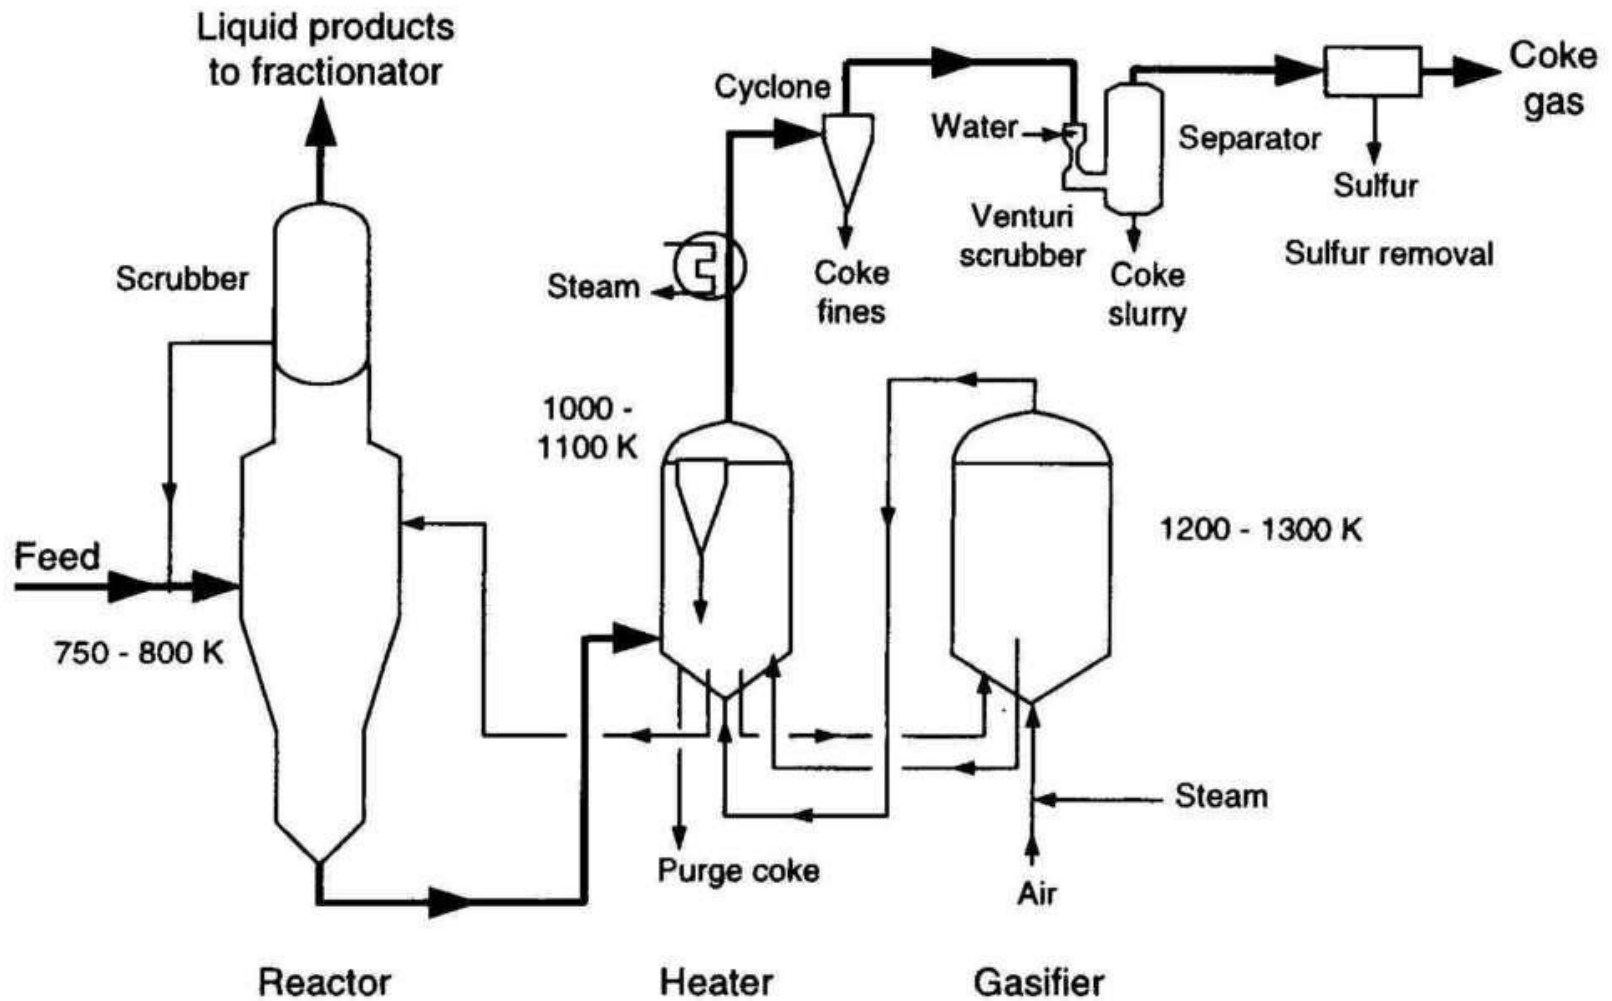 Liquid products
to fractionator
Cyclone
Coke
gas
Water
Separator
Sulfur
Venturi
scrubber
Sulfur removal
Scrubber
Steam
Coke
fines
Coke
slurry
1000 -
1100 K
1200 - 1300 K
Feed
750 - 800 K
Steam
Purge coke
Air
Reactor
Heater
Gasifier